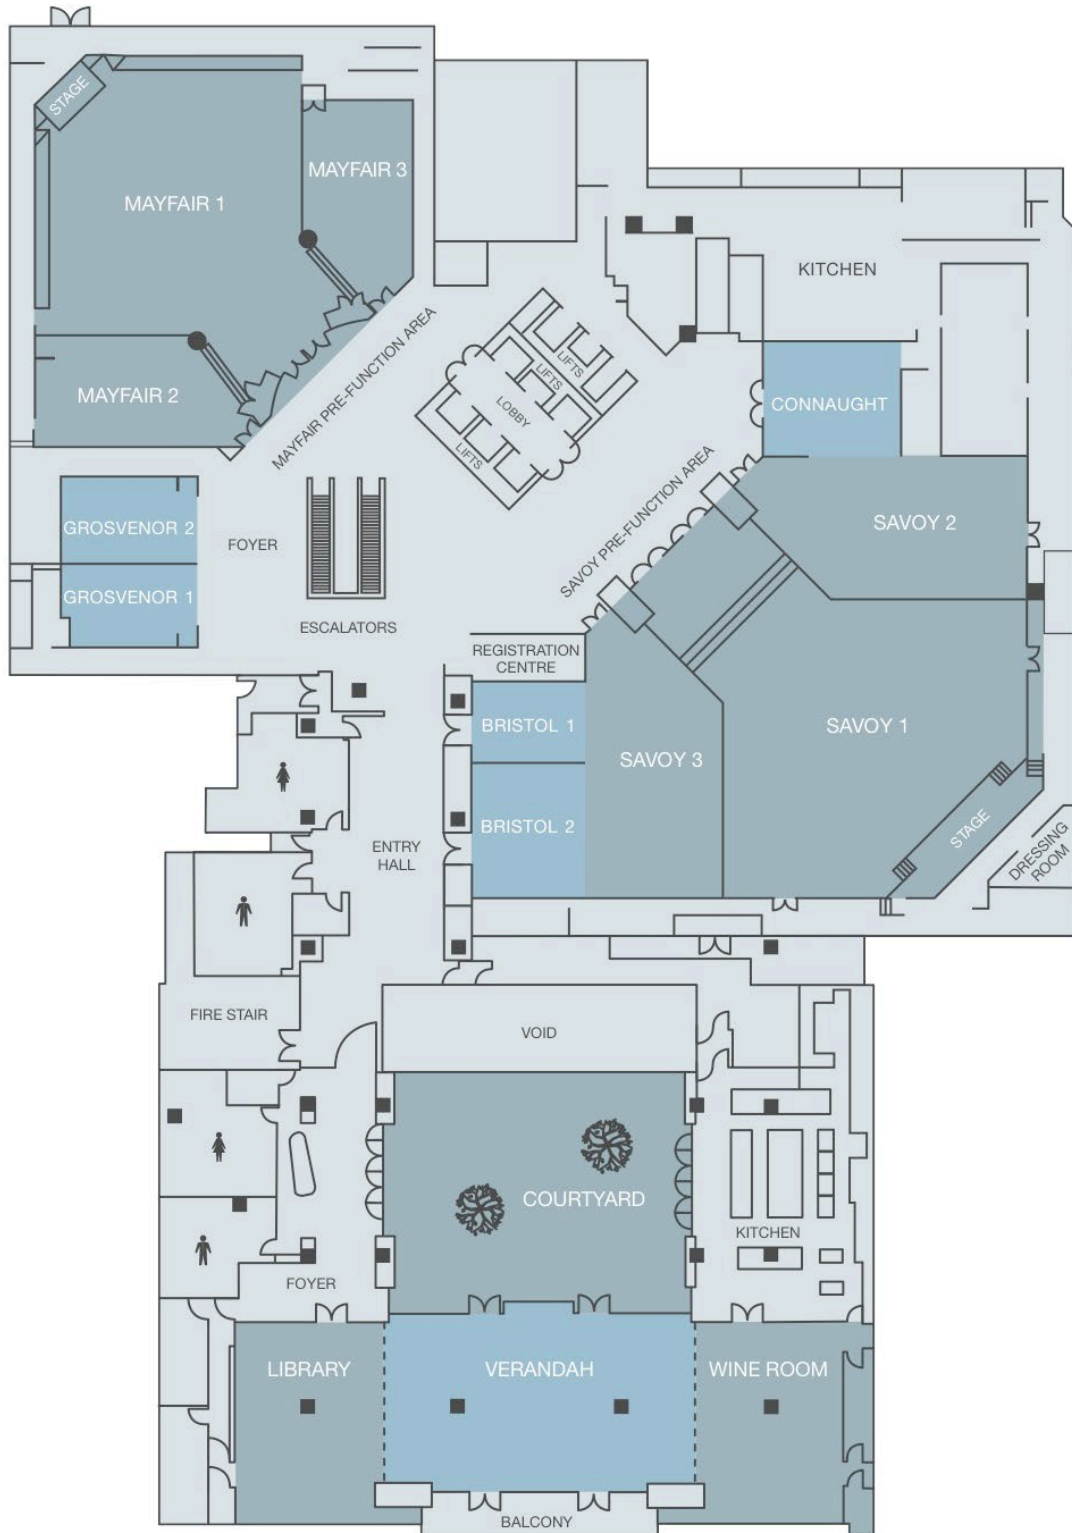 STAGE
MAYFAIR 1
MAYFAIR 3
MAYFAIR 2
MAYFAIR PRE-FUNCTION AREA
KITCHEN
LIFTS
LIFTS
LOBBY
LIFTS
CONNAUGHT
SAVOY PRE-FUNCTION AREA
SAVOY 2
GROSVENOR 2
FOYER
GROSVENOR 1
ESCALATORS
REGISTRATION
CENTRE
BRISTOL 1
SAVOY 1
SAVOY 3
BRISTOL 2
STAGE
DRESSING
ROOM
ENTRY
HALL
FIRE STAIR
VOID
COURTYARD
KITCHEN
FOYER
LIBRARY
VERANDAH
WINE ROOM
BALCONY